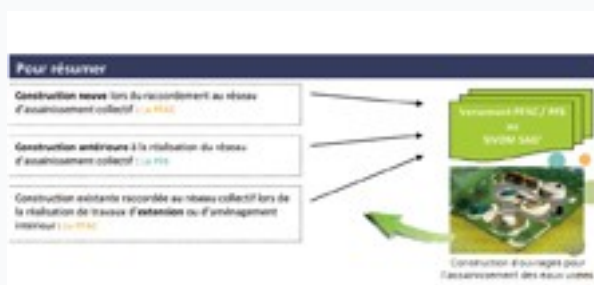 Pour résumer
Construction neuve lors du raccordement au réseau
d'assainissement collectif : La PFAC
Construction antérieure à la réalisation du réseau
d'assainissement collectif : La PFE
Construction existante raccordée au réseau collectif lors de
la réalisation de travaux d'extension ou d'aménagement
intérieur : La PFAC
Versement PFAC / PFE
au
Construction d'ouvrages pour
l'assainissement des eaux usées